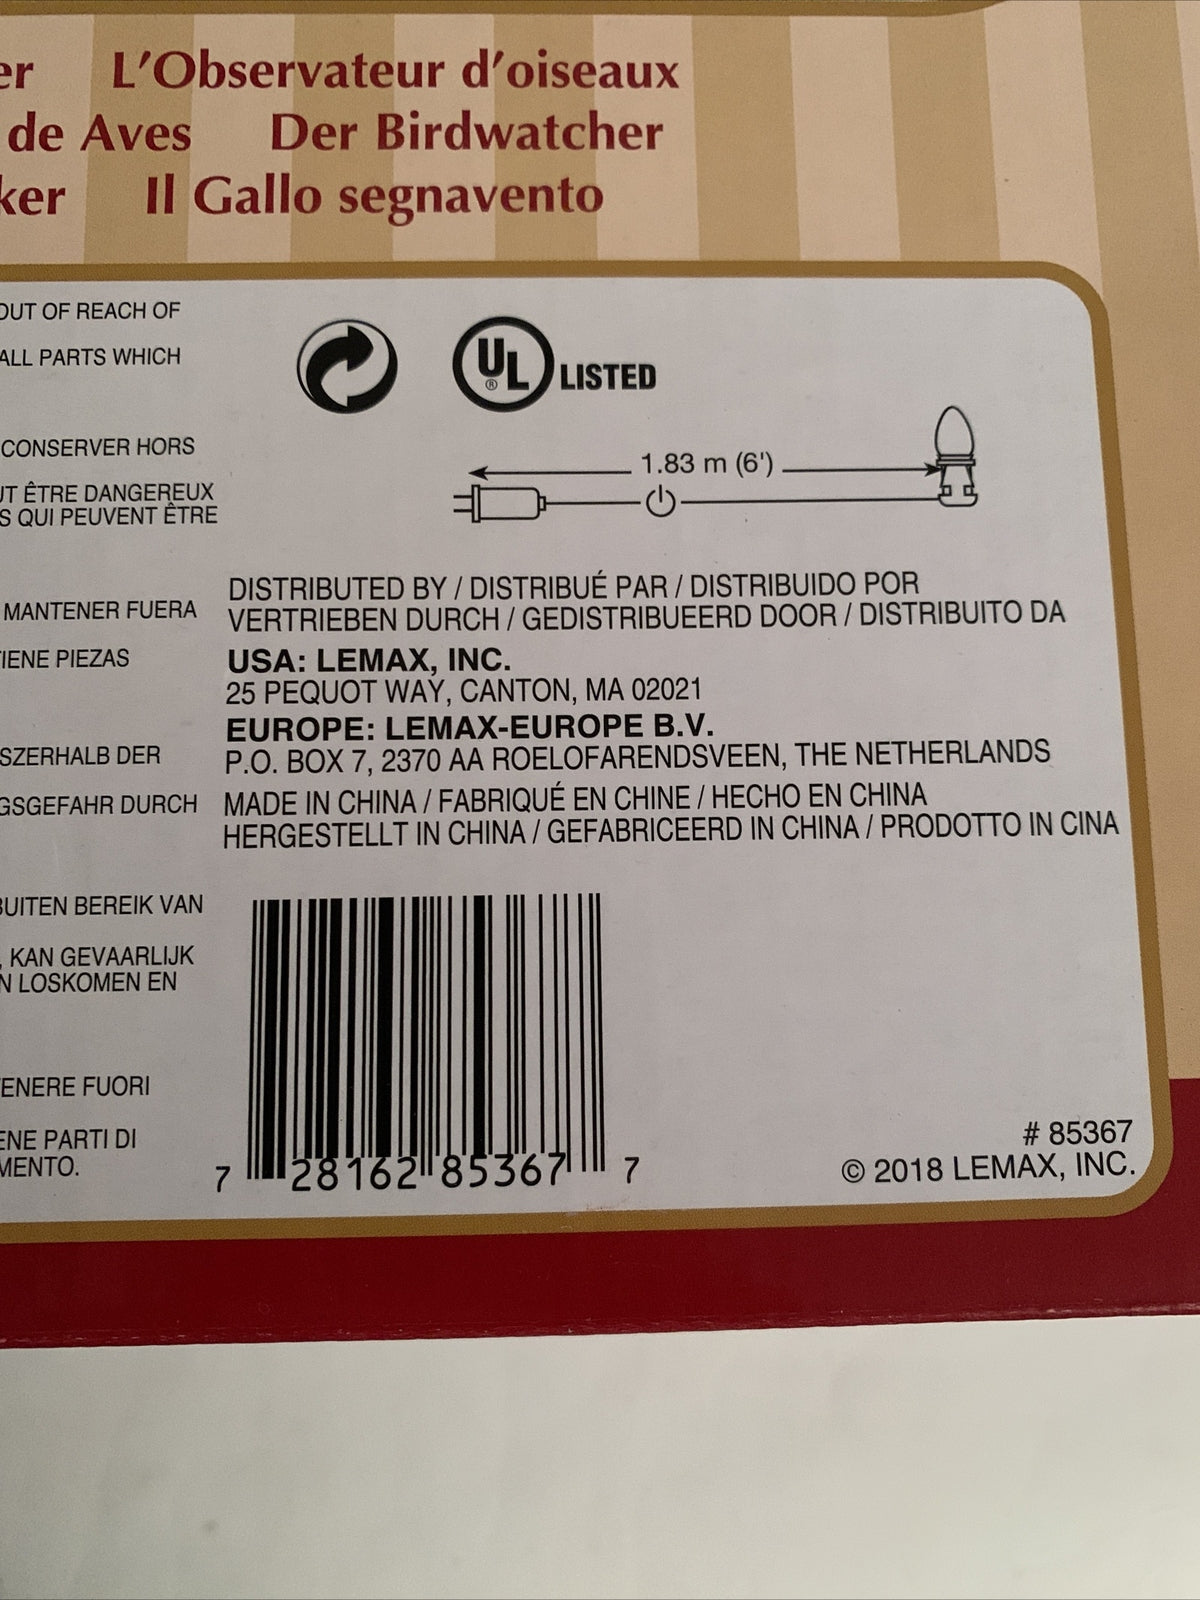 er L'Observateur d'oiseaux
de Aves Der Birdwatcher
ker Il Gallo segnavento
OUT OF REACH OF
ALL PARTS WHICH
CONSERVER HORS
UT ÊTRE DANGEREUX
S QUI PEUVENT ÊTRE
MANTENER FUERA
TIENE PIEZAS
SZERHALB DER
GSGEFAHR DURCH
BUITEN BEREIK VAN
, KAN GEVAARLIJK
N LOSKOMEN EN
TENERE FUORI
ENE PARTI DI
MENTO.
UL ® LISTED
1.83 m (6')
DISTRIBUTED BY / DISTRIBUÉ PAR / DISTRIBUIDO POR
VERTRIEBEN DURCH / GEDISTRIBUEERD DOOR / DISTRIBUITO DA
USA: LEMAX, INC.
25 PEQUOT WAY, CANTON, MA 02021
EUROPE: LEMAX-EUROPE B.V.
P.O. BOX 7, 2370 AA ROELOFARENDSVEEN, THE NETHERLANDS
MADE IN CHINA / FABRIQUÉ EN CHINE / HECHO EN CHINA
HERGESTELLT IN CHINA / GEFABRICEERD IN CHINA / PRODOTTO IN CINA
7 28162 85367 7
# 85367
© 2018 LEMAX, INC.